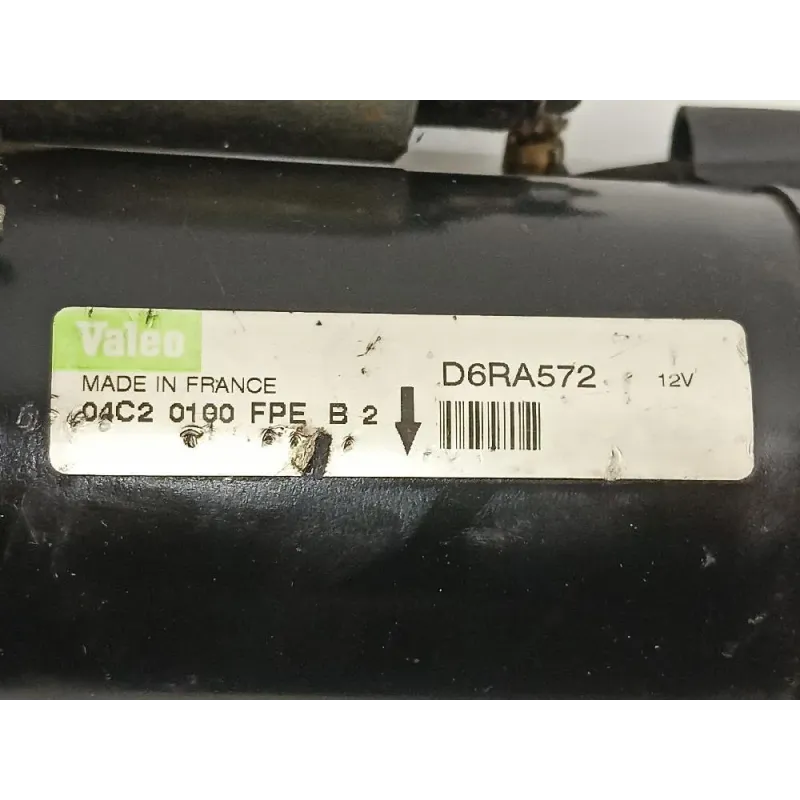 Valeo
MADE IN FRANCE
04C2 0100 FPE B 2
D6RA572
12V